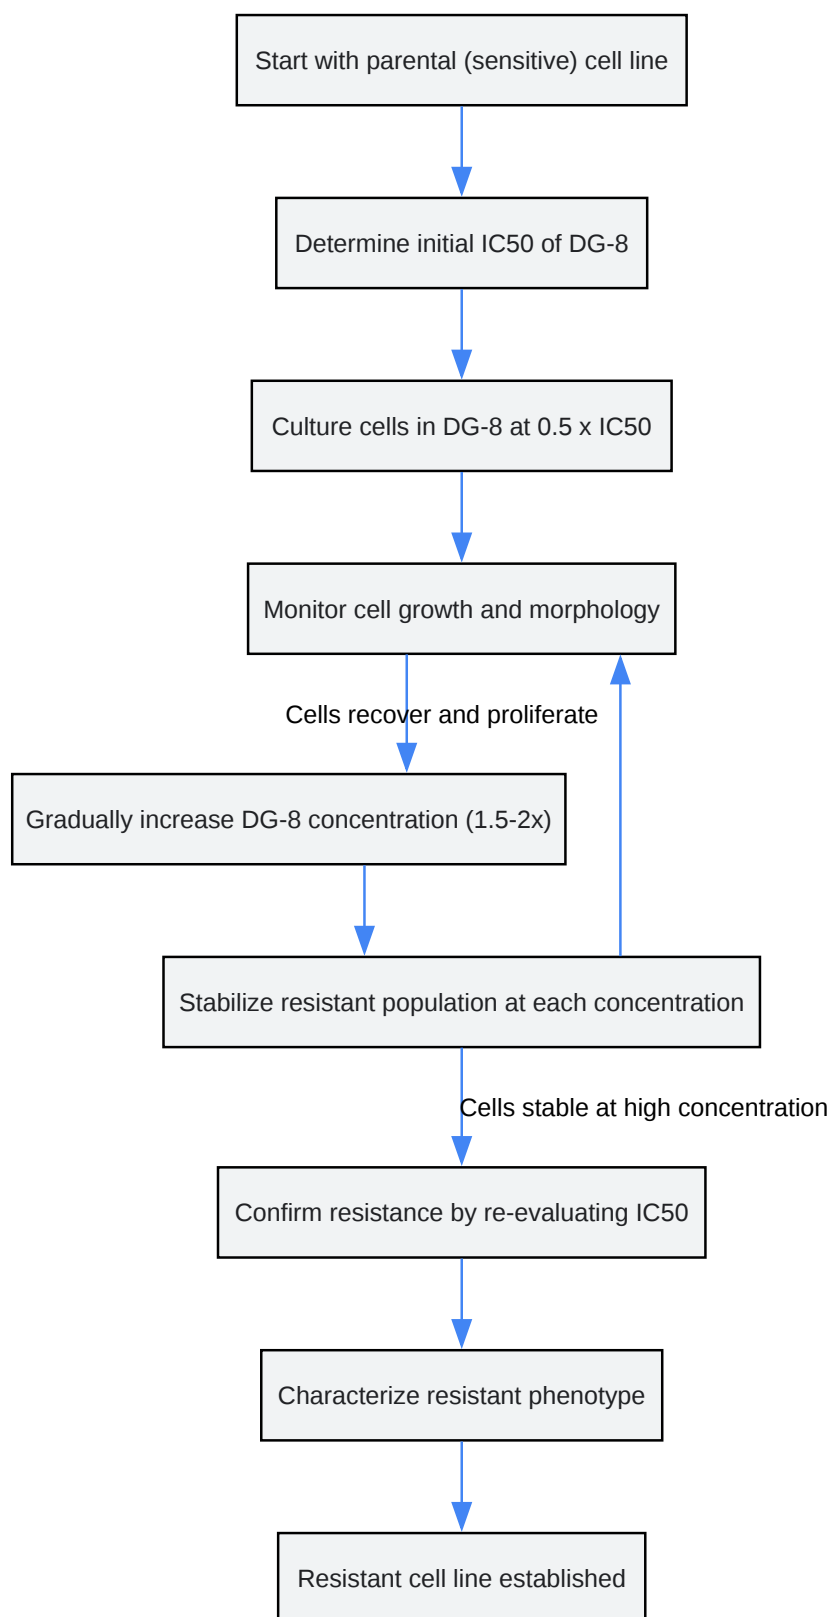 Start with parental (sensitive) cell line
Determine initial IC50 of DG-8
Culture cells in DG-8 at 0.5 x IC50
Monitor cell growth and morphology
Cells recover and proliferate
Gradually increase DG-8 concentration (1.5-2x)
Stabilize resistant population at each concentration
Cells stable at high concentration
Confirm resistance by re-evaluating IC50
Characterize resistant phenotype
Resistant cell line established